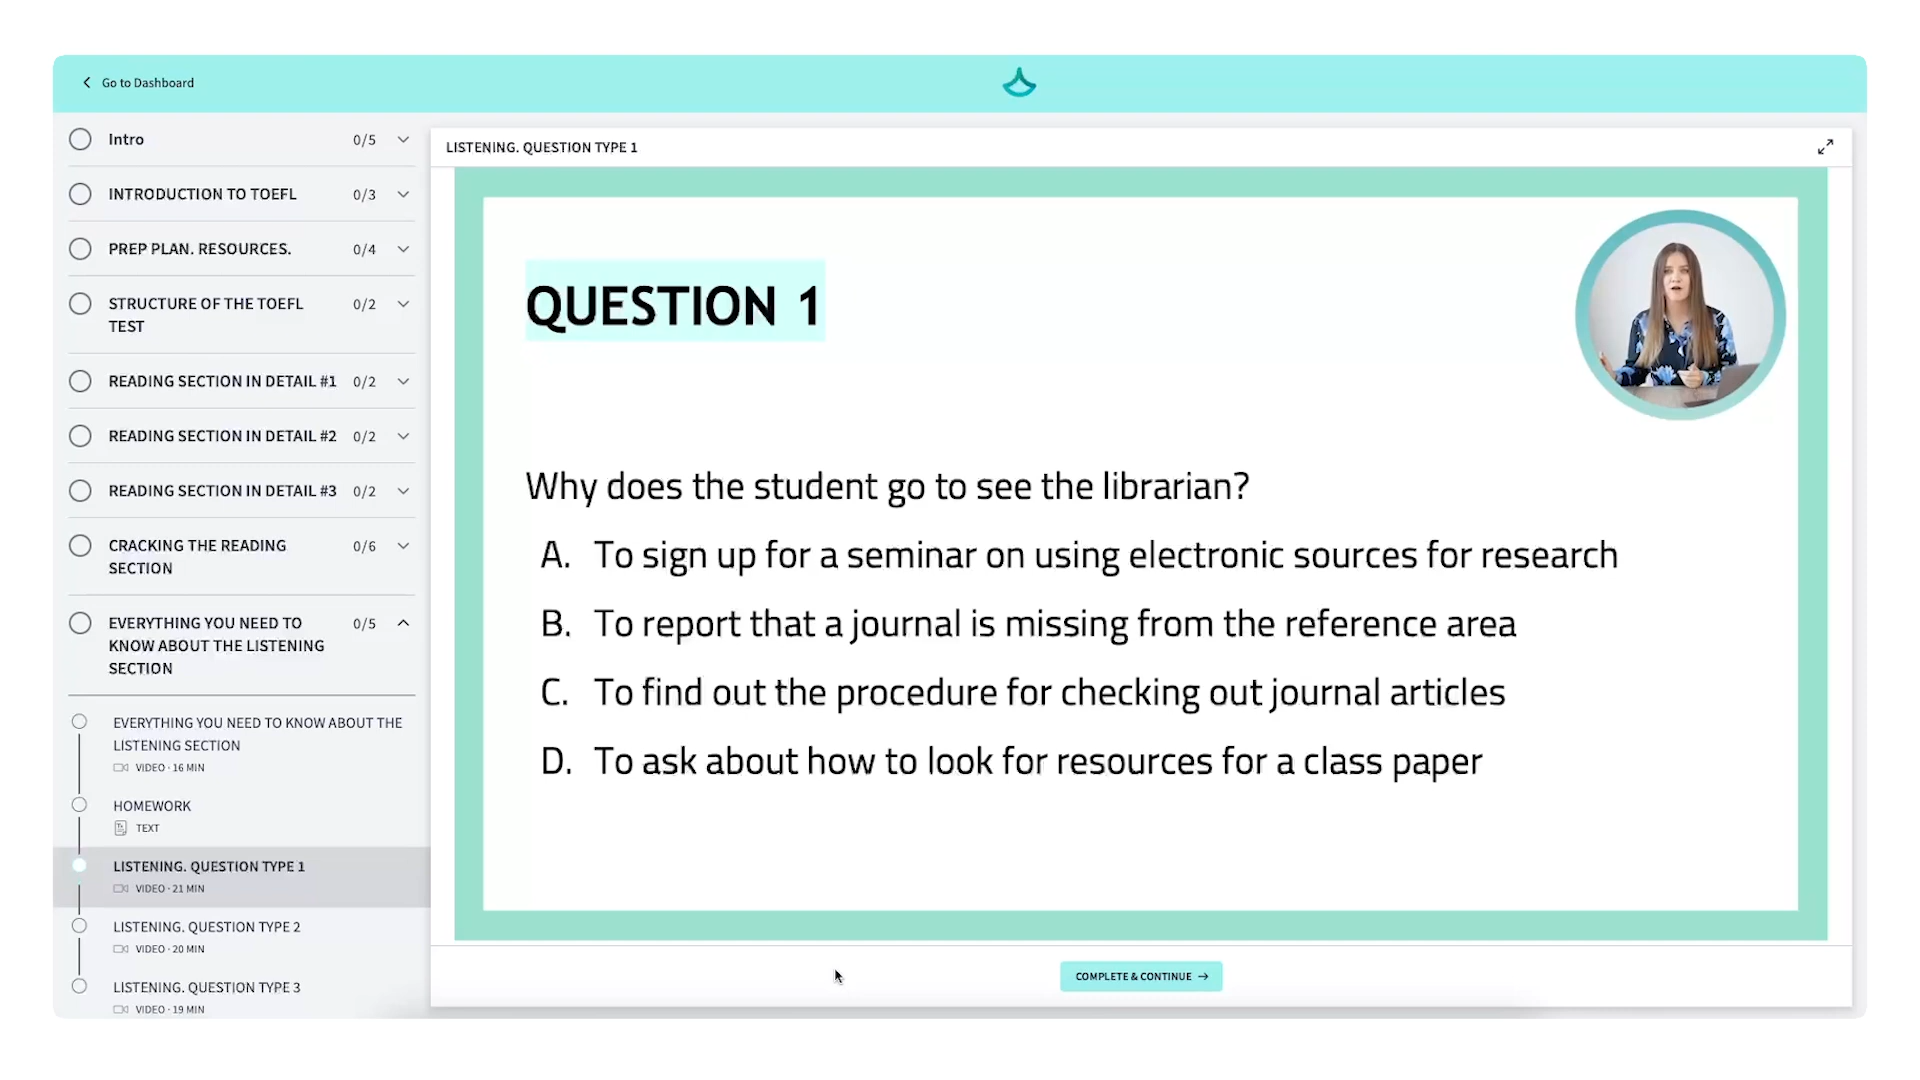 Go to Dashboard
Intro 0/5
INTRODUCTION TO TOEFL 0/3
PREP PLAN. RESOURCES. 0/4
STRUCTURE OF THE TOEFL 0/2
TEST
READING SECTION IN DETAIL #1 0/2
READING SECTION IN DETAIL #2 0/2
READING SECTION IN DETAIL #3 0/2
CRACKING THE READING 0/6
SECTION
EVERYTHING YOU NEED TO 0/5
KNOW ABOUT THE LISTENING
SECTION
EVERYTHING YOU NEED TO KNOW ABOUT THE
LISTENING SECTION
VIDEO · 16 MIN
HOMEWORK
TEXT
LISTENING. QUESTION TYPE 1
VIDEO · 21 MIN
LISTENING. QUESTION TYPE 2
VIDEO · 20 MIN
LISTENING. QUESTION TYPE 3
VIDEO · 19 MIN
LISTENING. QUESTION TYPE 1
QUESTION 1
Why does the student go to see the librarian?
A. To sign up for a seminar on using electronic sources for research
B. To report that a journal is missing from the reference area
C. To find out the procedure for checking out journal articles
D. To ask about how to look for resources for a class paper
COMPLETE & CONTINUE →